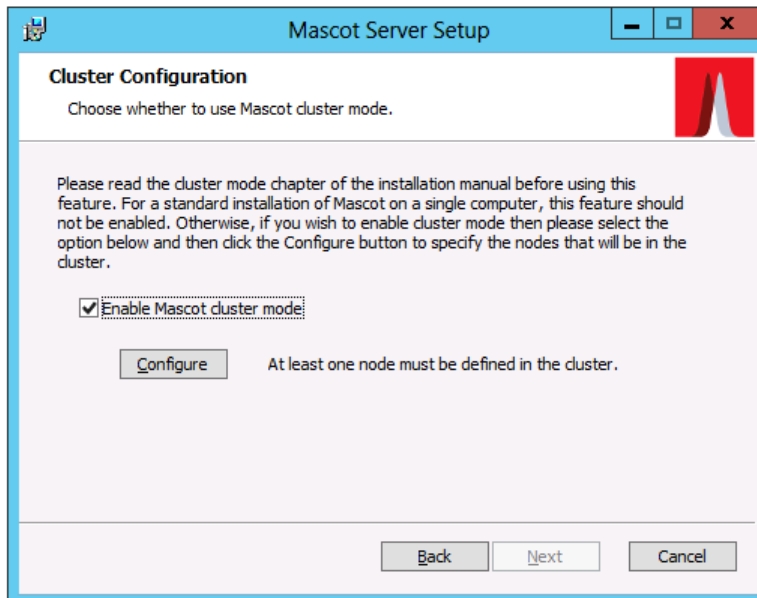 Mascot Server Setup
Cluster Configuration
Choose whether to use Mascot cluster mode.
Please read the cluster mode chapter of the installation manual before using this
feature. For a standard installation of Mascot on a single computer, this feature should
not be enabled. Otherwise, if you wish to enable cluster mode then please select the
option below and then click the Configure button to specify the nodes that will be in the
cluster.
Enable Mascot cluster mode
Configure At least one node must be defined in the cluster.
Back Next Cancel